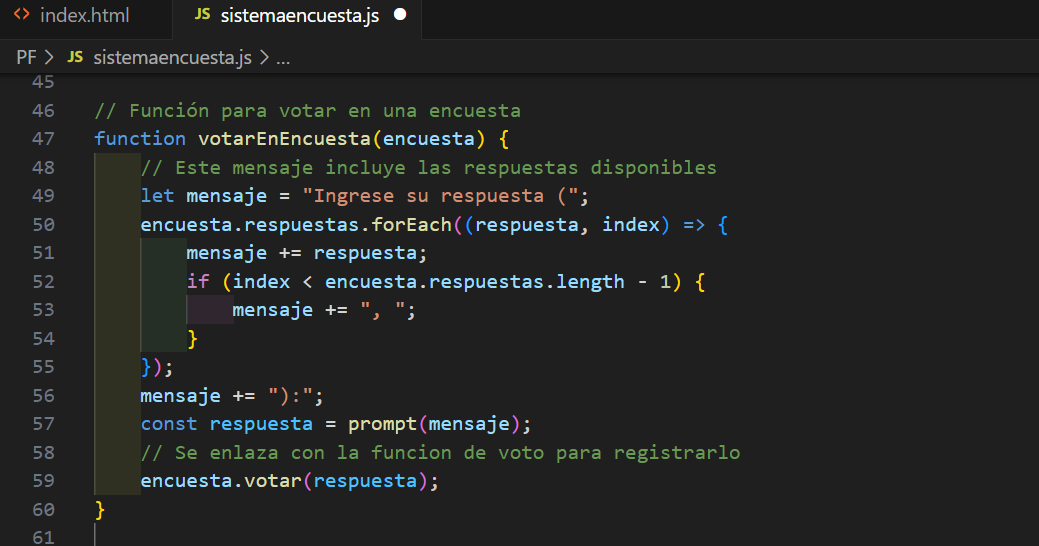 <> index.html JS sistemaencuesta.js ●
PF > JS sistemaencuesta.js > ...
45
46 // Función para votar en una encuesta
47 function votarEnEncuesta(encuesta) {
48     // Este mensaje incluye las respuestas disponibles
49     let mensaje = "Ingrese su respuesta (";
50     encuesta.respuestas.forEach((respuesta, index) => {
51         mensaje += respuesta;
52         if (index < encuesta.respuestas.length - 1) {
53             mensaje += ", ";
54         }
55     });
56     mensaje += "):";
57     const respuesta = prompt(mensaje);
58     // Se enlaza con la funcion de voto para registrarlo
59     encuesta.votar(respuesta);
60 }
61